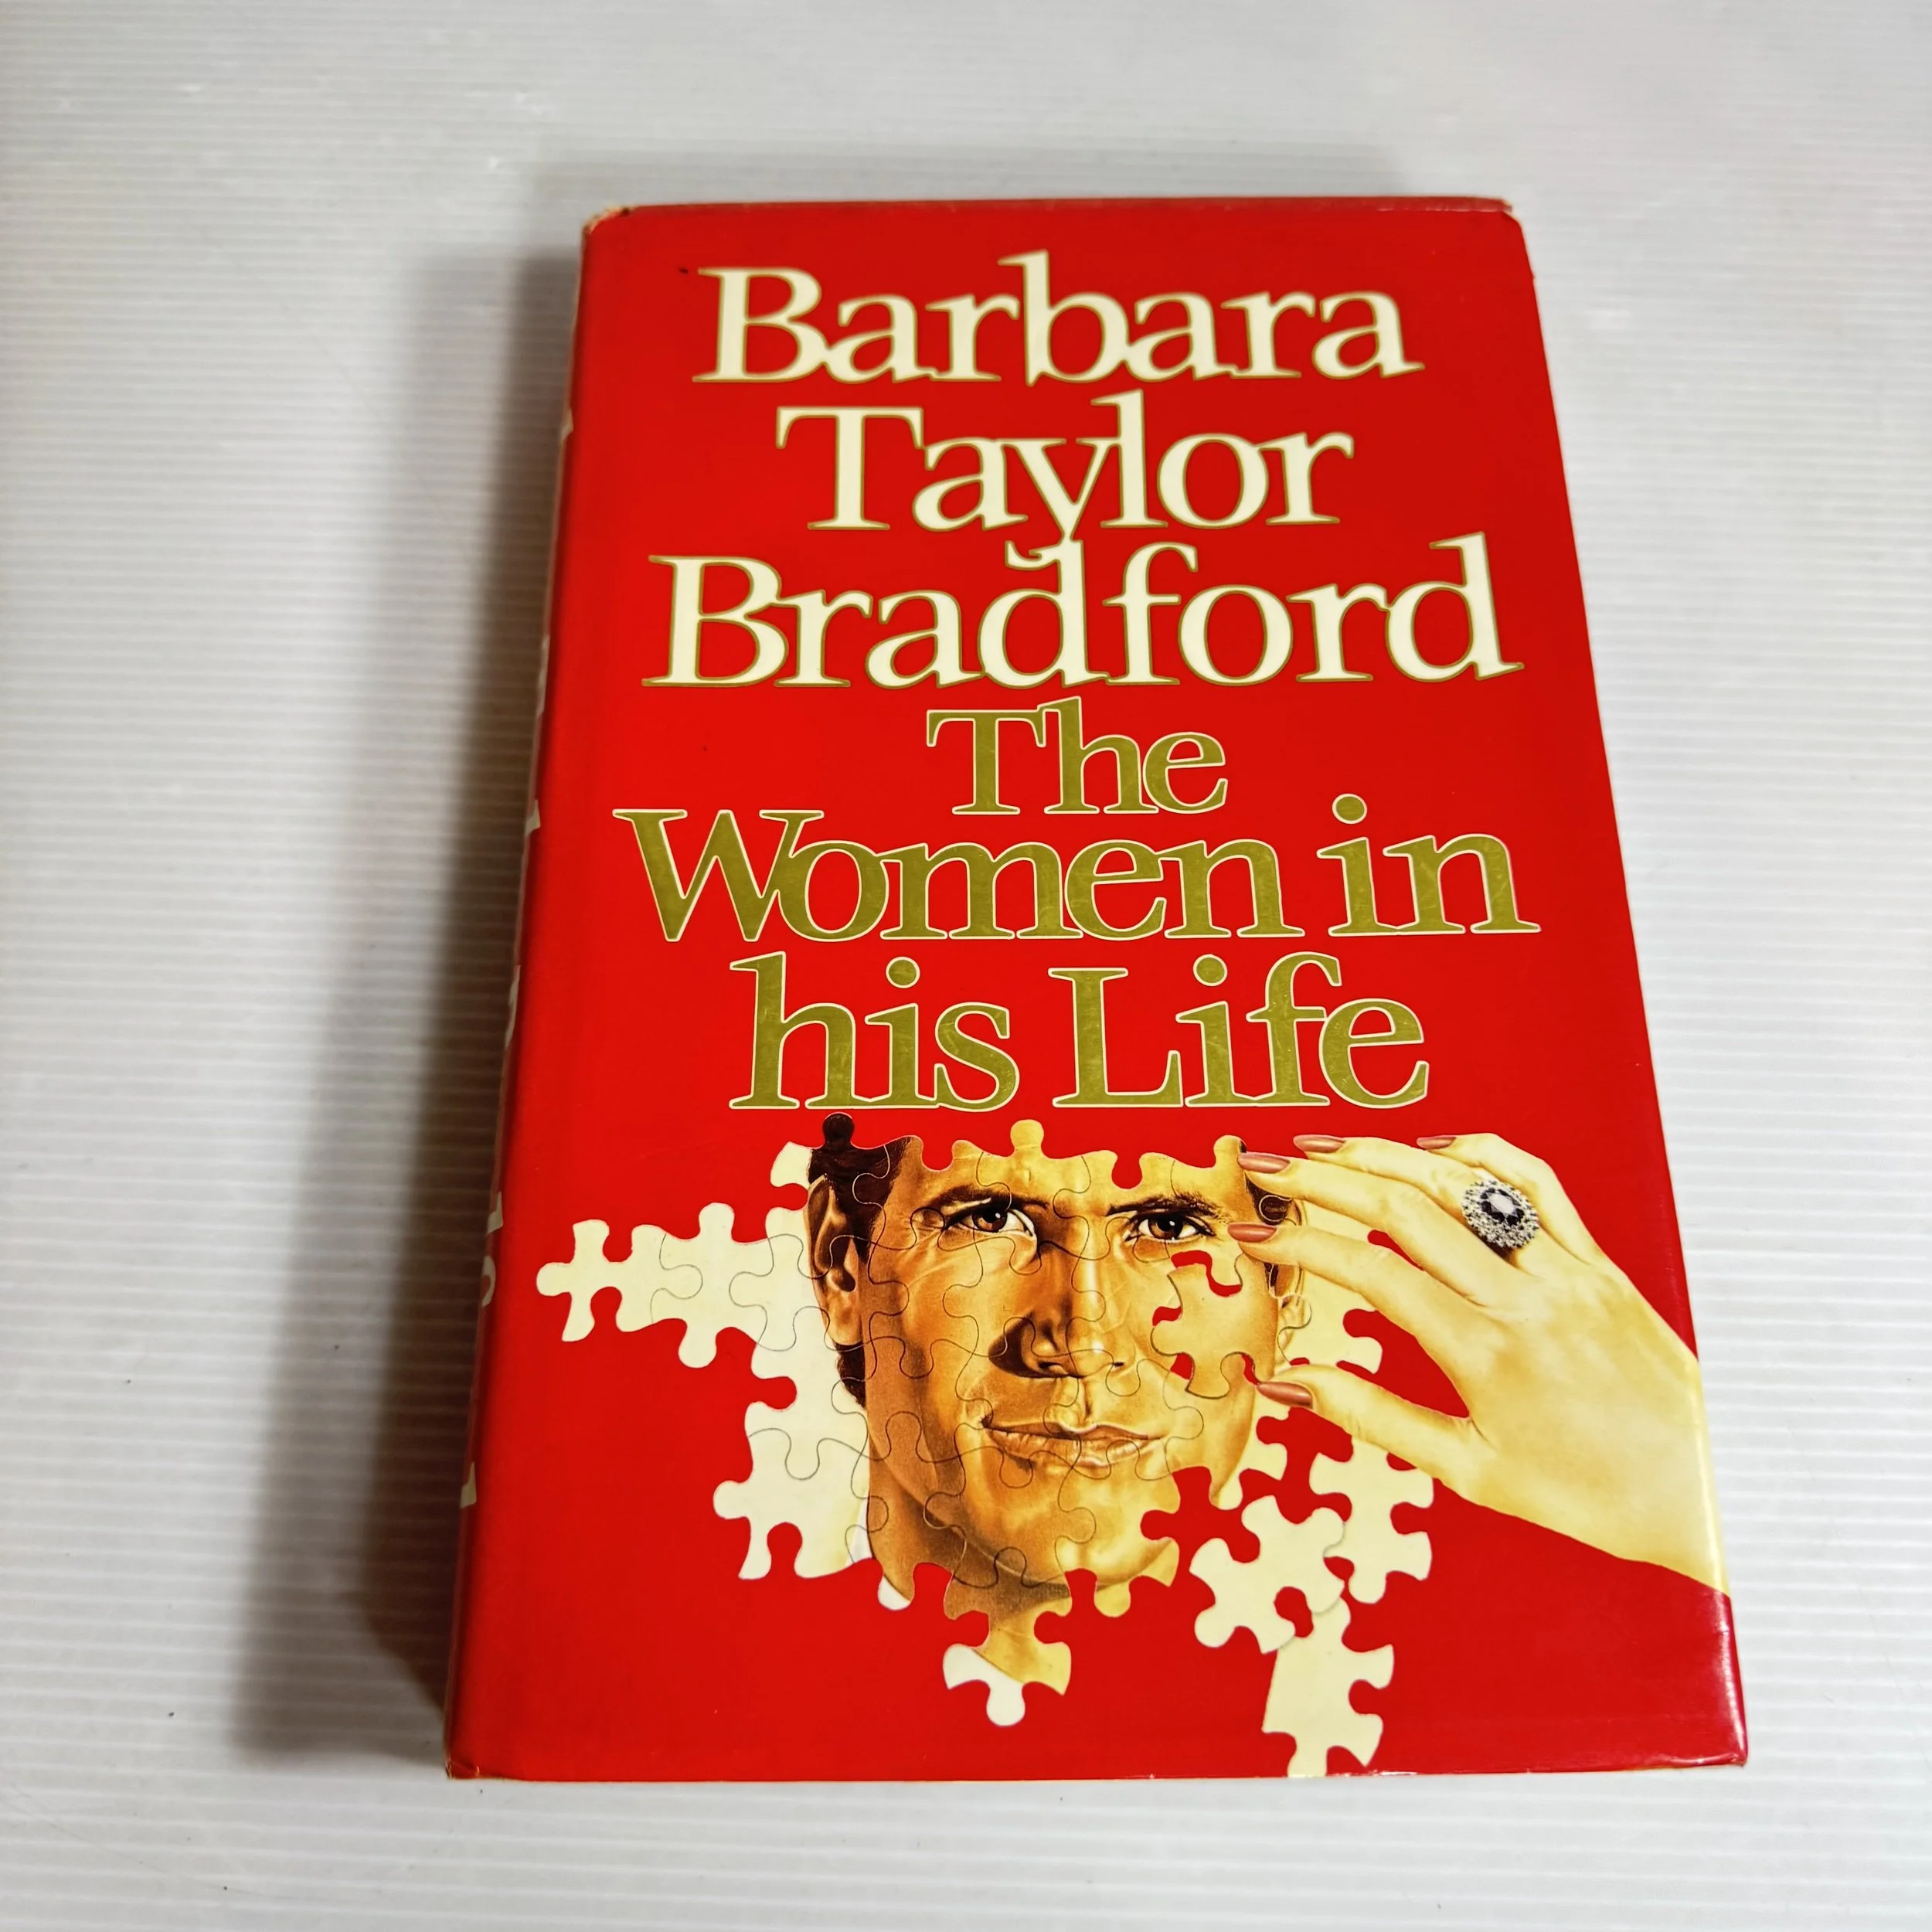 Barbara
Taylor
Bradford
The
Women in
his Life